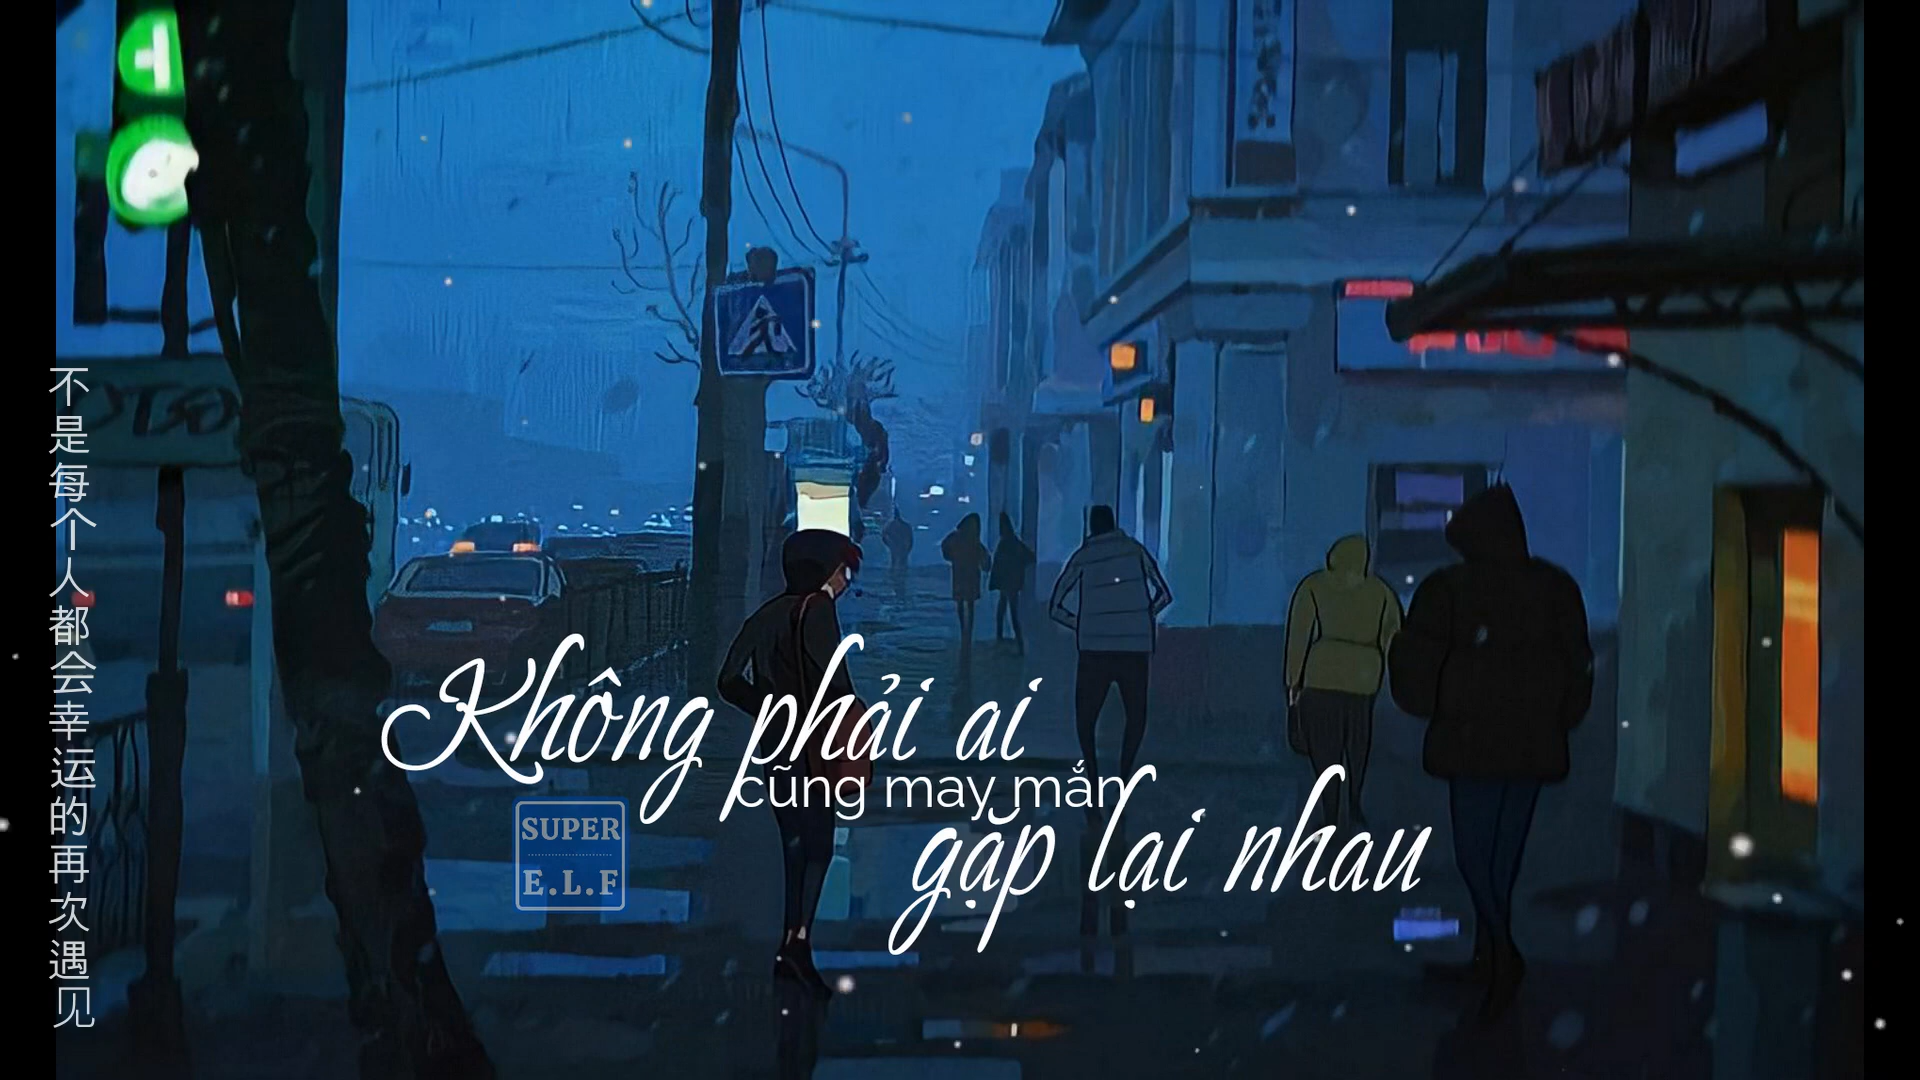 不是每个人都会幸运的再次遇见
Không phải ai
cũng may mắn
gặp lại nhau
SUPER
E.L.F